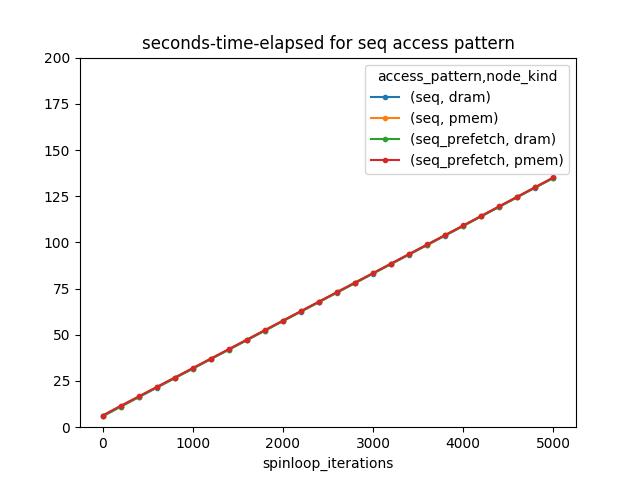 seconds-time-elapsed for seq access pattern
200
175
150
125
100
75
50
25
0
access_pattern,node_kind
(seq, dram)
(seq, pmem)
(seq_prefetch, dram)
(seq_prefetch, pmem)
0 1000 2000 3000 4000 5000
spinloop_iterations